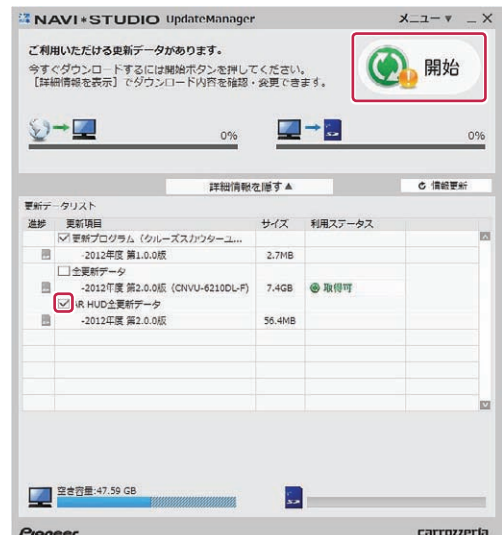 NAVI*STUDIO UpdateManager メニュー ▼ _ X
ご利用いただける更新データがあります。
今すぐダウンロードするには開始ボタンを押してください。
［詳細情報を表示］でダウンロード内容を確認・変更できます。
開始
0%
0%
詳細情報を隠す▲
情報更新
更新データリスト
進捗 更新項目 サイズ 利用ステータス
更新プログラム（クルーズスカウターユ...
-2012年度 第1.0.0版 2.7MB
全更新データ
-2012年度 第2.0.0版 (CNVU-6210DL-F) 7.4GB 取得可
AR HUD全更新データ
-2012年度 第2.0.0版 56.4MB
空き容量:47.59 GB
Pioneer carrozzeria